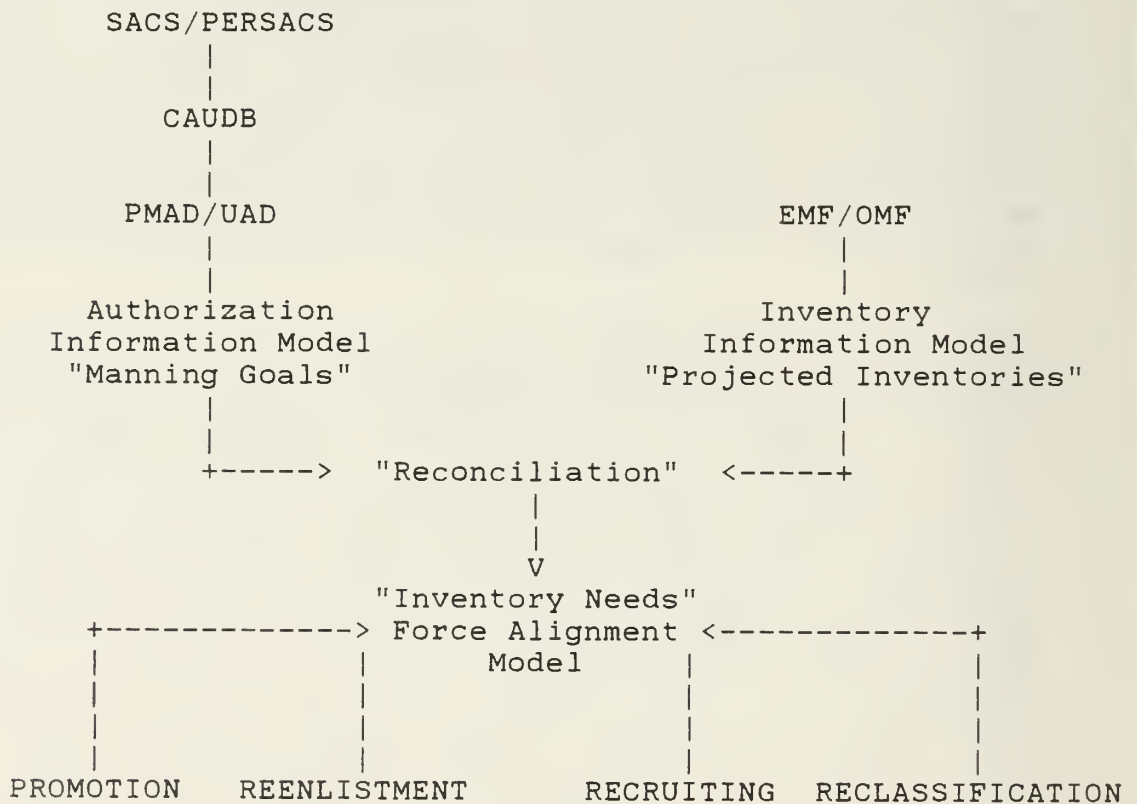 SACS/PERSACS
CAUDB
PMAD/UAD
EMF/OMF
Authorization
Information Model
"Manning Goals"
Inventory
Information Model
"Projected Inventories"
"Reconciliation"
"Inventory Needs"
Force Alignment
Model
PROMOTION REENLISTMENT RECRUITING RECLASSIFICATION